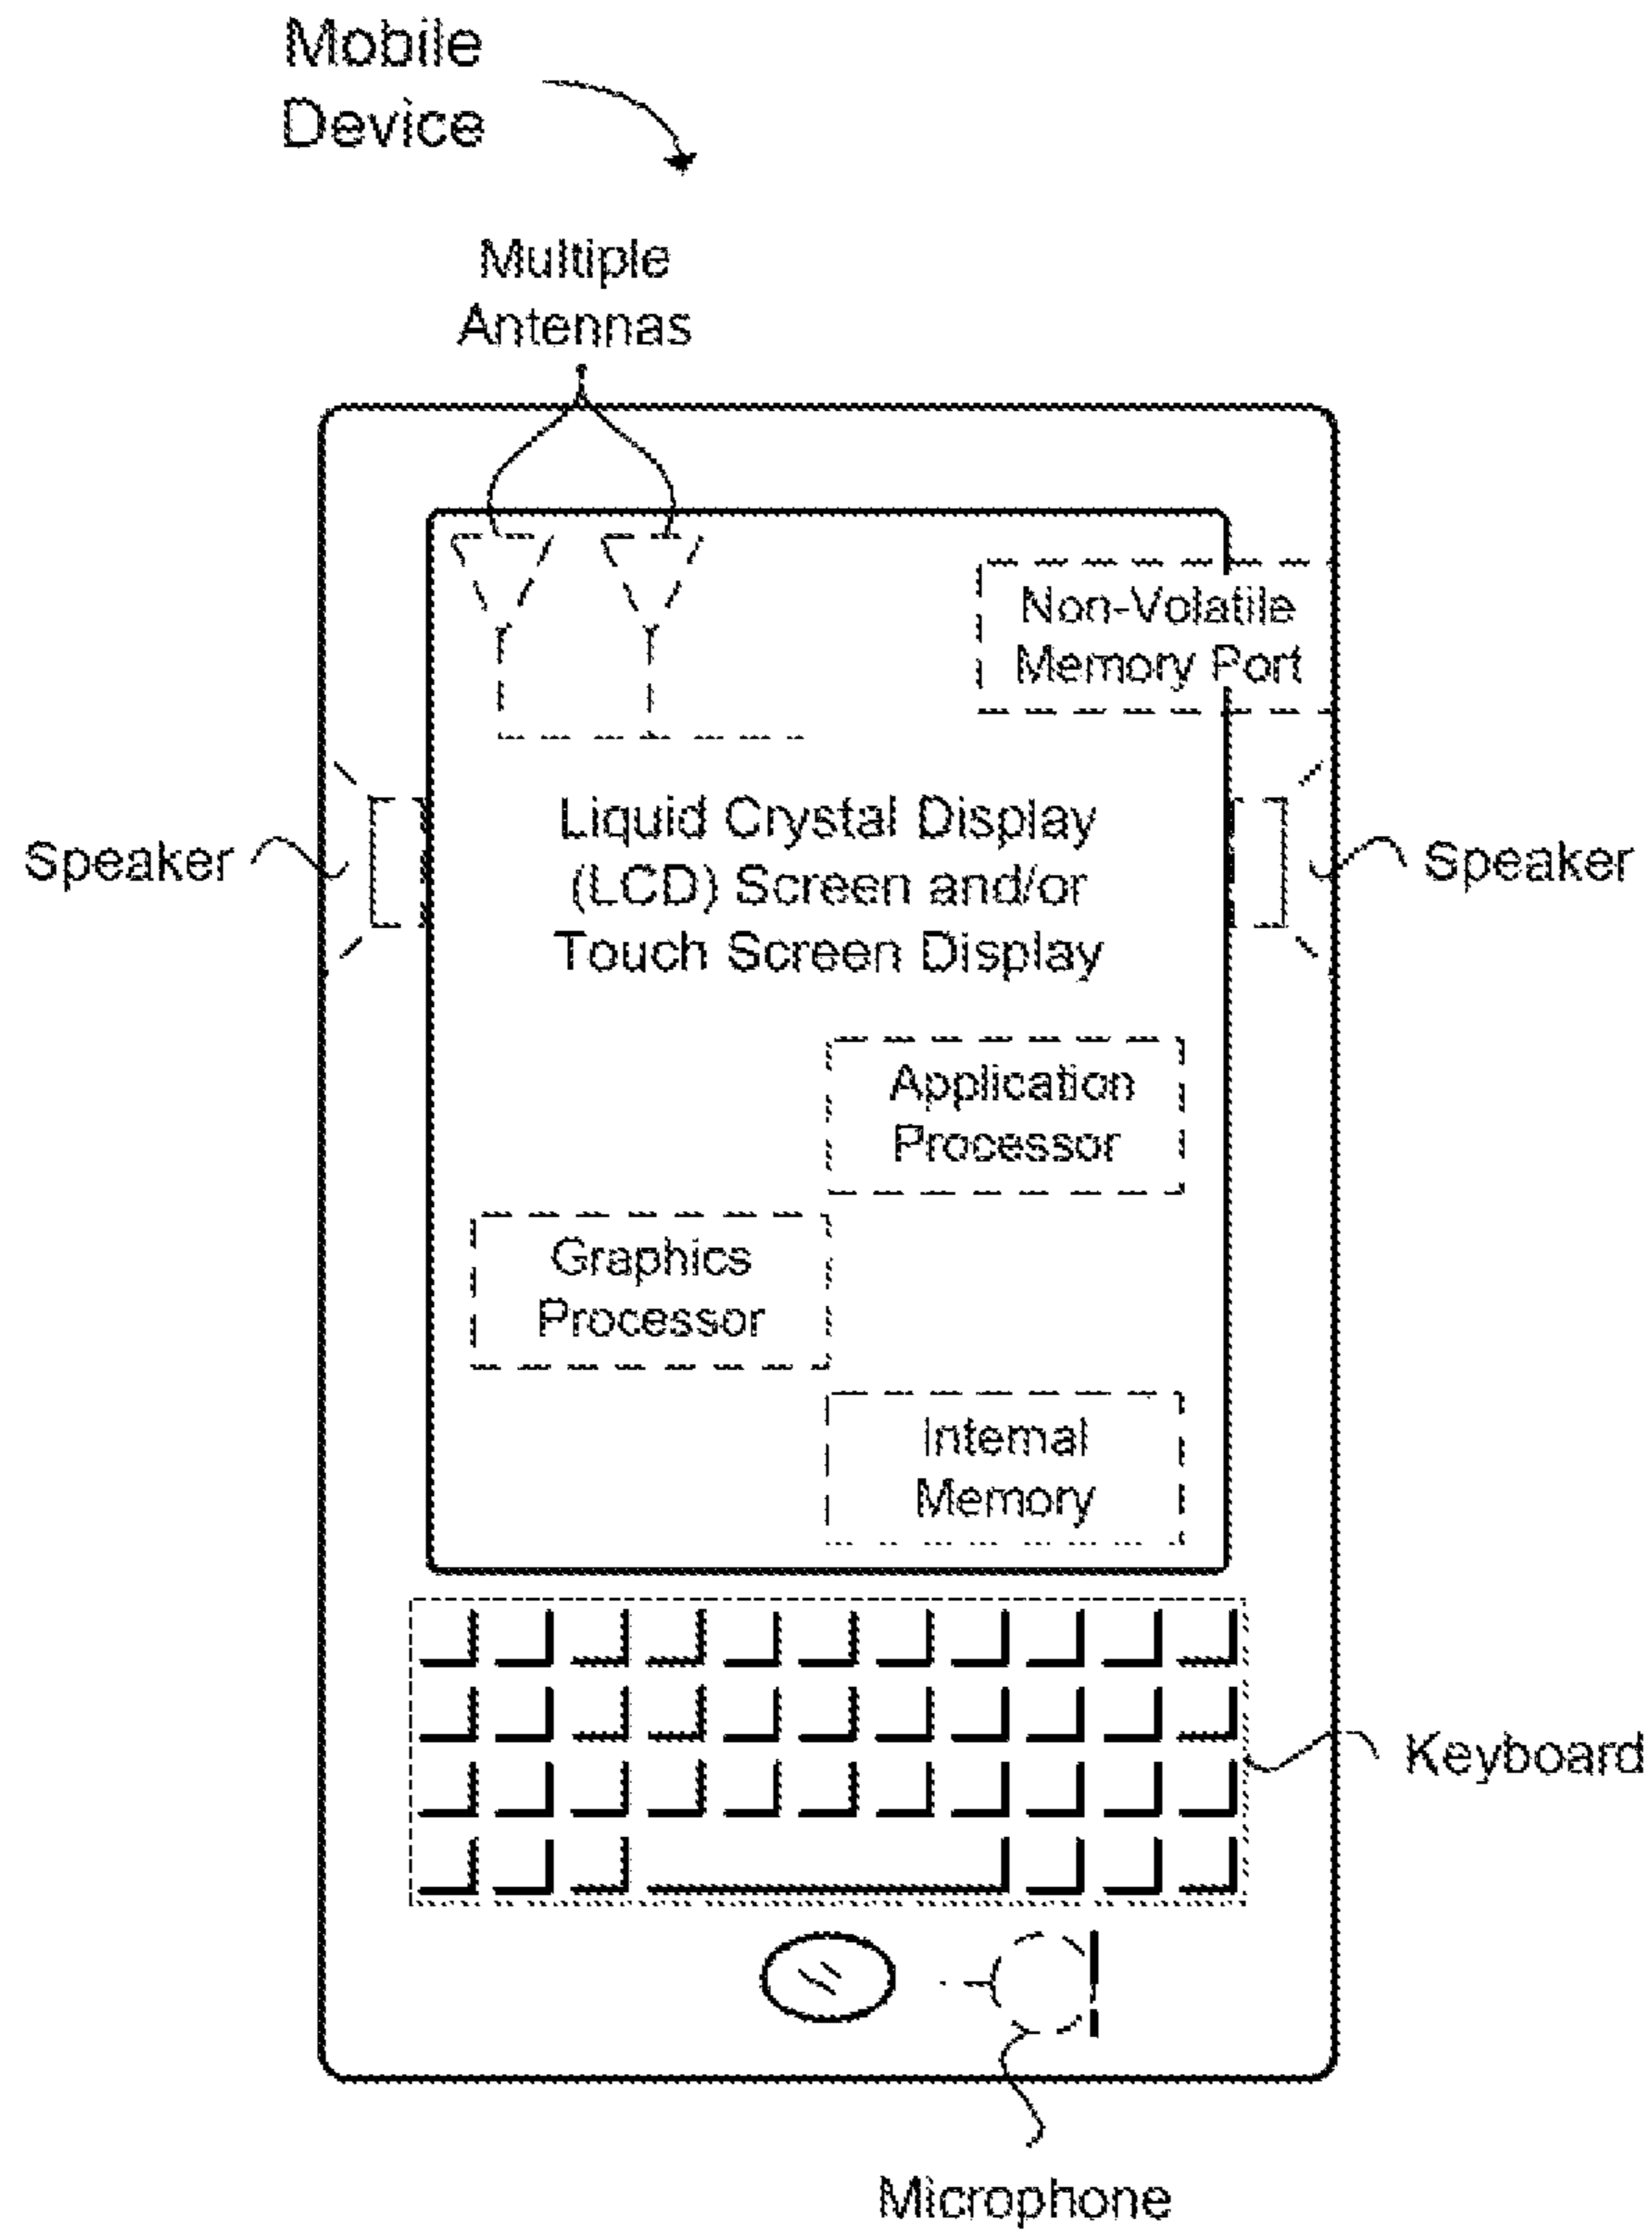 Mobile
Device
Multiple
Antennas
Non-Volatile
Memory Port
Speaker
Liquid Crystal Display
(LCD) Screen and/or
Touch Screen Display
Speaker
Application
Processor
Graphics
Processor
Internal
Memory
Keyboard
Microphone